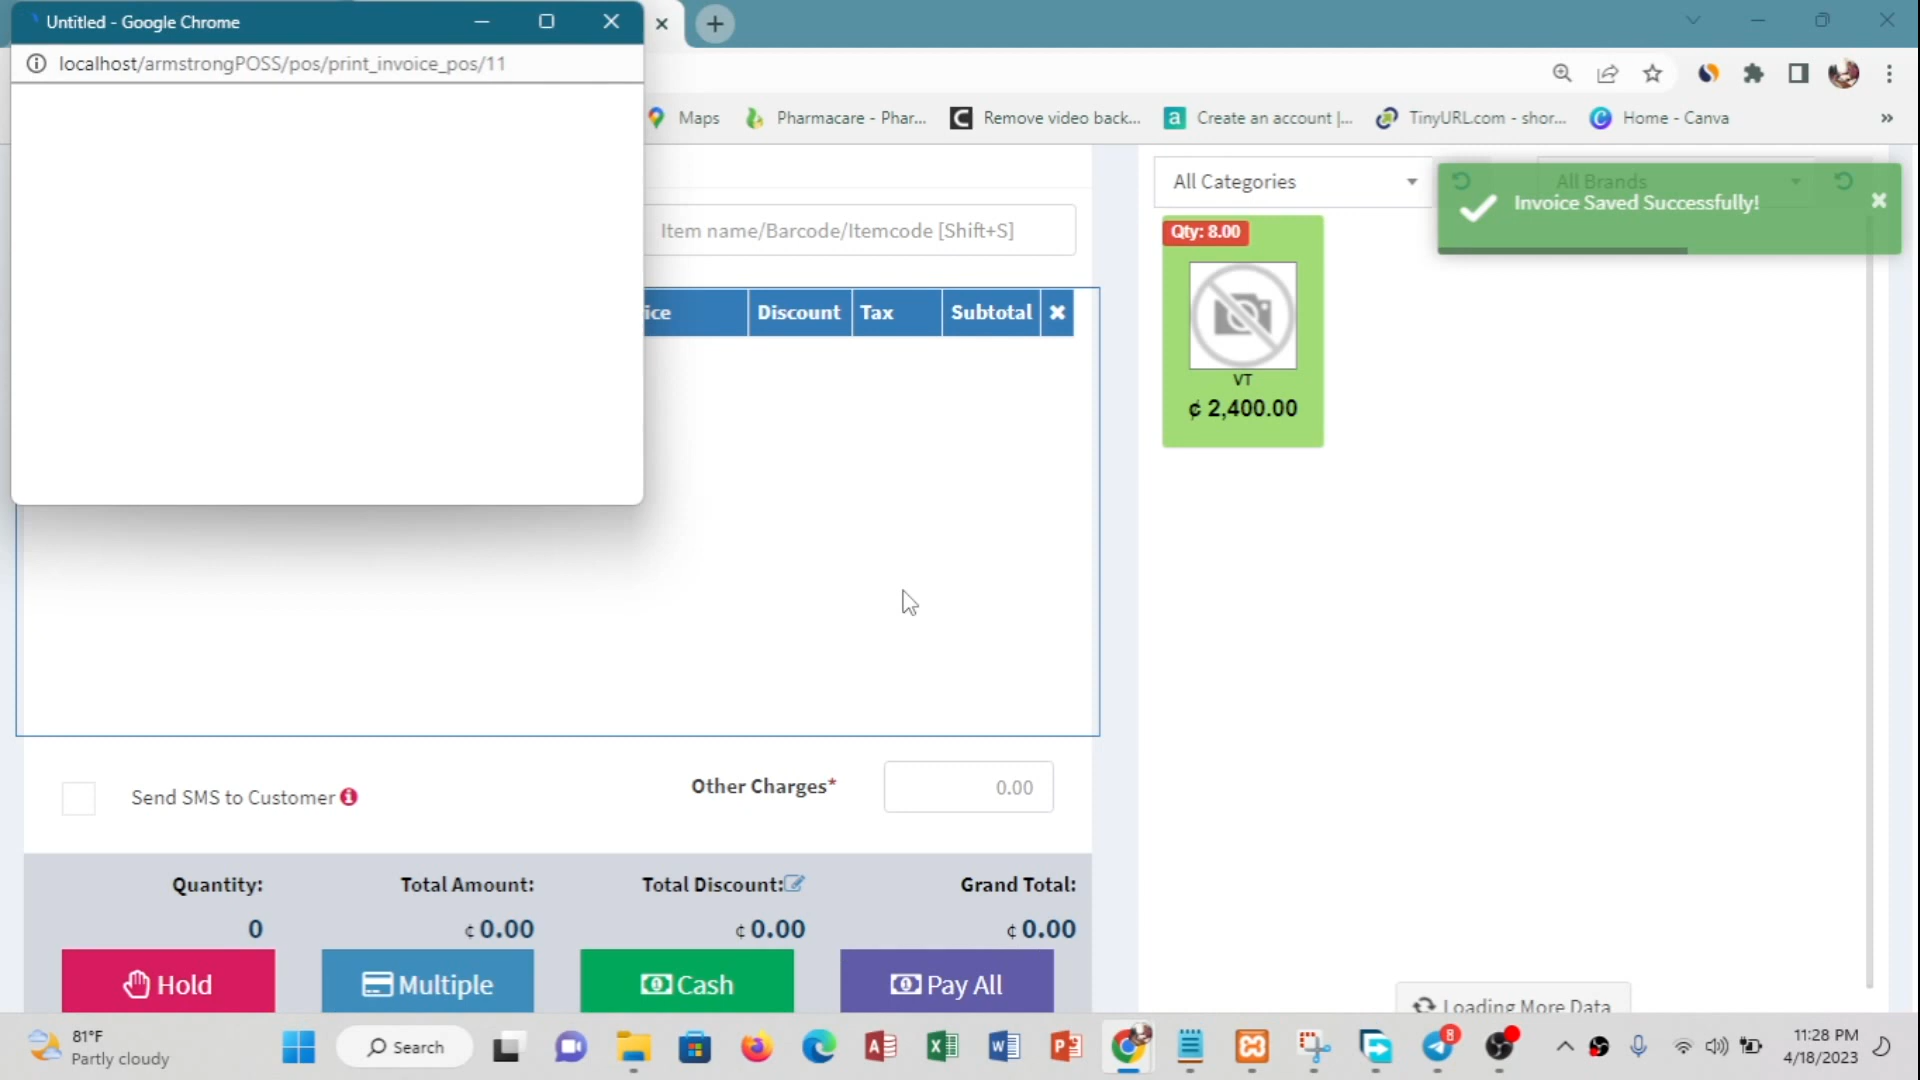 Untitled - Google Chrome
localhost/armstrongPOSS/pos/print_invoice_pos/11
Maps
Pharmacare - Phar...
Remove video back...
Create an account |...
TinyURL.com - shor...
Home - Canva
»
All Categories
All Brands
Invoice Saved Successfully!
Item name/Barcode/Itemcode [Shift+S]
Qty: 8.00
ice
Discount
Tax
Subtotal
VT
¢ 2,400.00
Send SMS to Customer
Other Charges*
0.00
Quantity:
Total Amount:
Total Discount:
Grand Total:
0
¢ 0.00
¢ 0.00
¢ 0.00
Hold
Multiple
Cash
Pay All
Loading More Data
81°F
Partly cloudy
Search
8
11:28 PM
4/18/2023